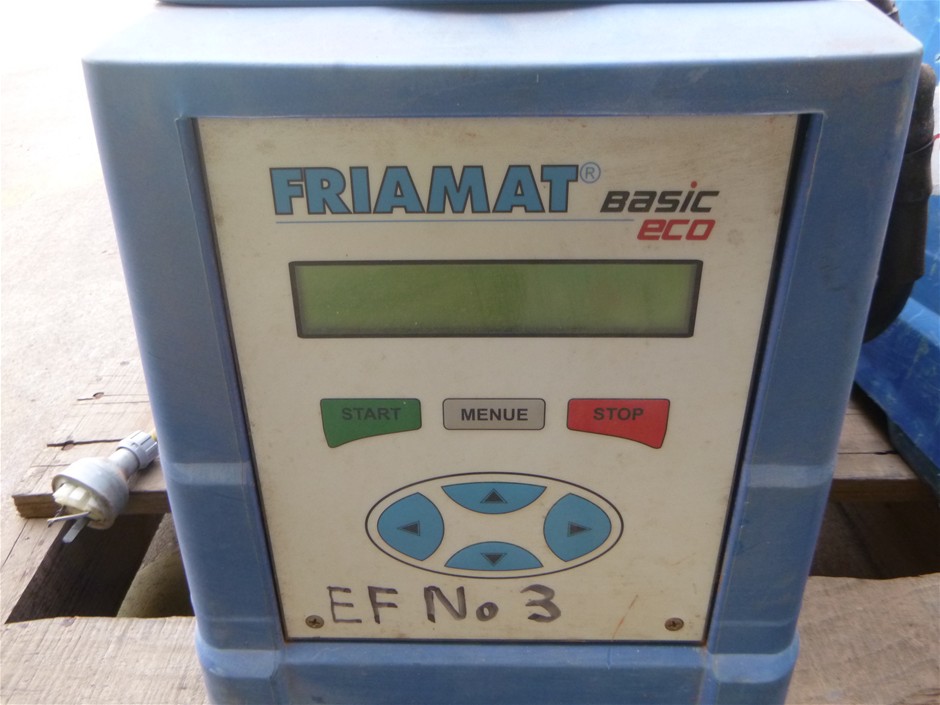 FRIAMAT® BASIC
eco
START MENUE STOP
EF No 3